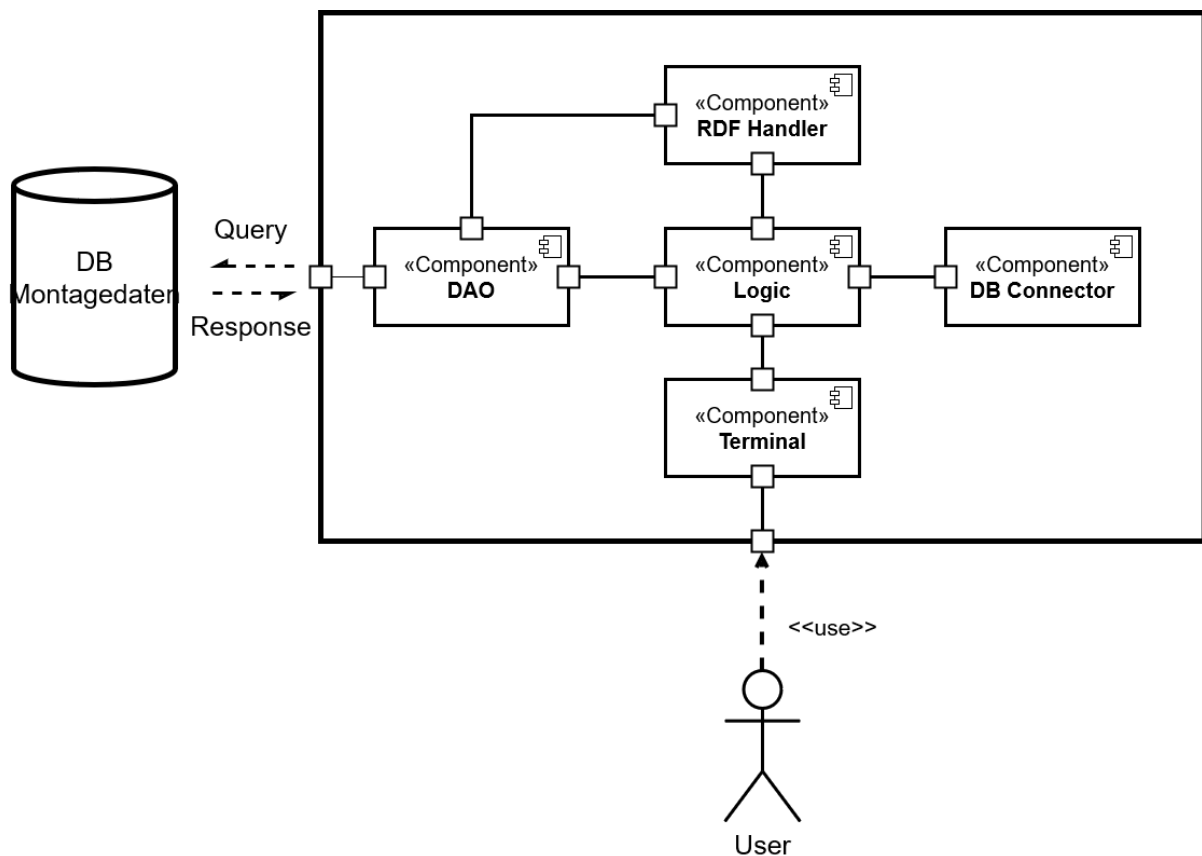 «Component»
RDF Handler
Query
DB
Montagedaten
Response
«Component»
DAO
«Component»
Logic
«Component»
DB Connector
«Component»
Terminal
<<use>>
User